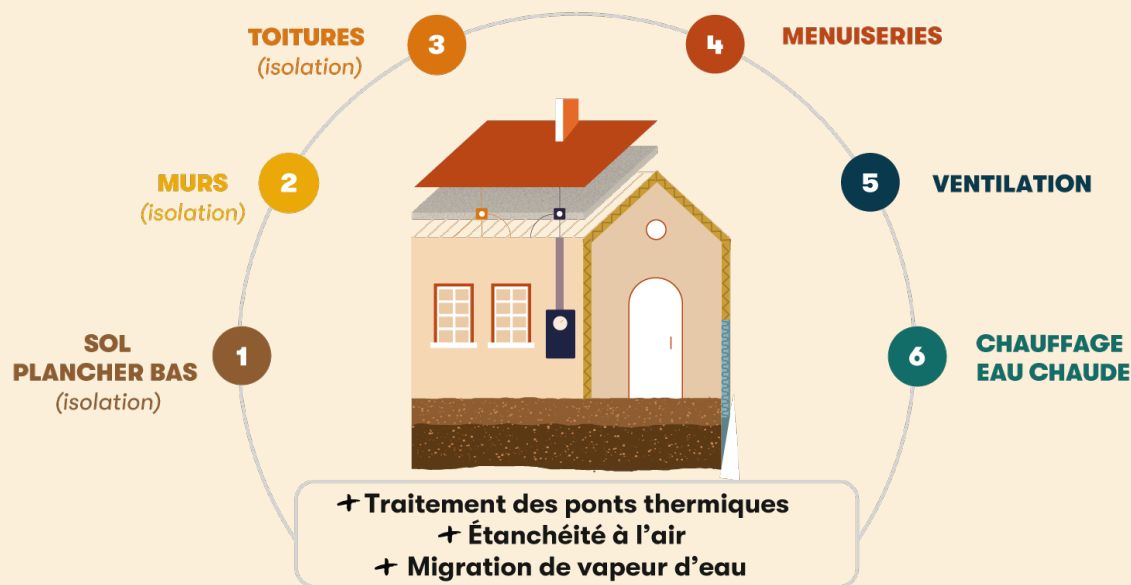 TOITURES
(isolation)
3
4
MENUISERIES
MURS
(isolation)
2
5
VENTILATION
SOL
PLANCHER BAS
(isolation)
1
6
CHAUFFAGE
EAU CHAUDE
+ Traitement des ponts thermiques
+ Étanchéité à l'air
+ Migration de vapeur d'eau